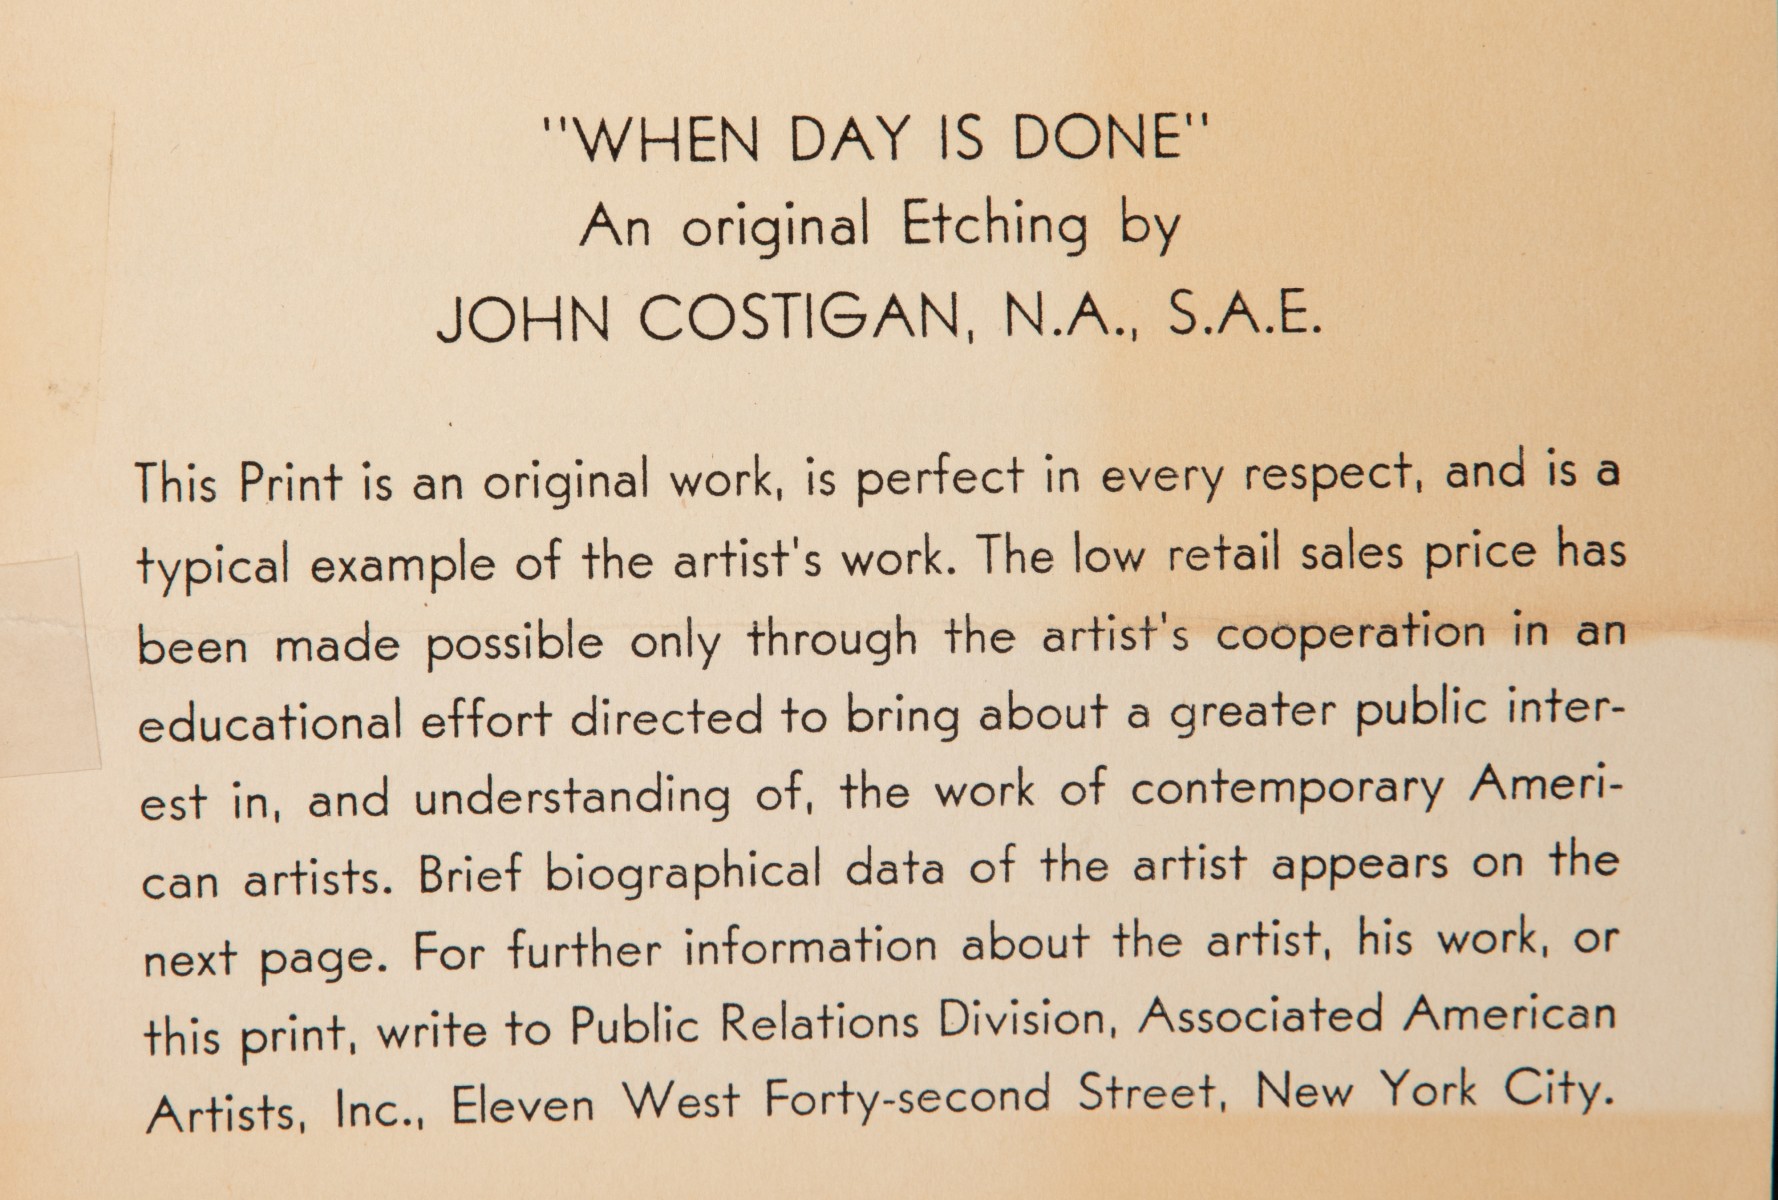 "WHEN DAY IS DONE"
An original Etching by
JOHN COSTIGAN, N.A., S.A.E.
This Print is an original work, is perfect in every respect, and is a
typical example of the artist's work. The low retail sales price has
been made possible only through the artist's cooperation in an
educational effort directed to bring about a greater public inter-
est in, and understanding of, the work of contemporary Ameri-
can artists. Brief biographical data of the artist appears on the
next page. For further information about the artist, his work, or
this print, write to Public Relations Division, Associated American
Artists, Inc., Eleven West Forty-second Street, New York City.